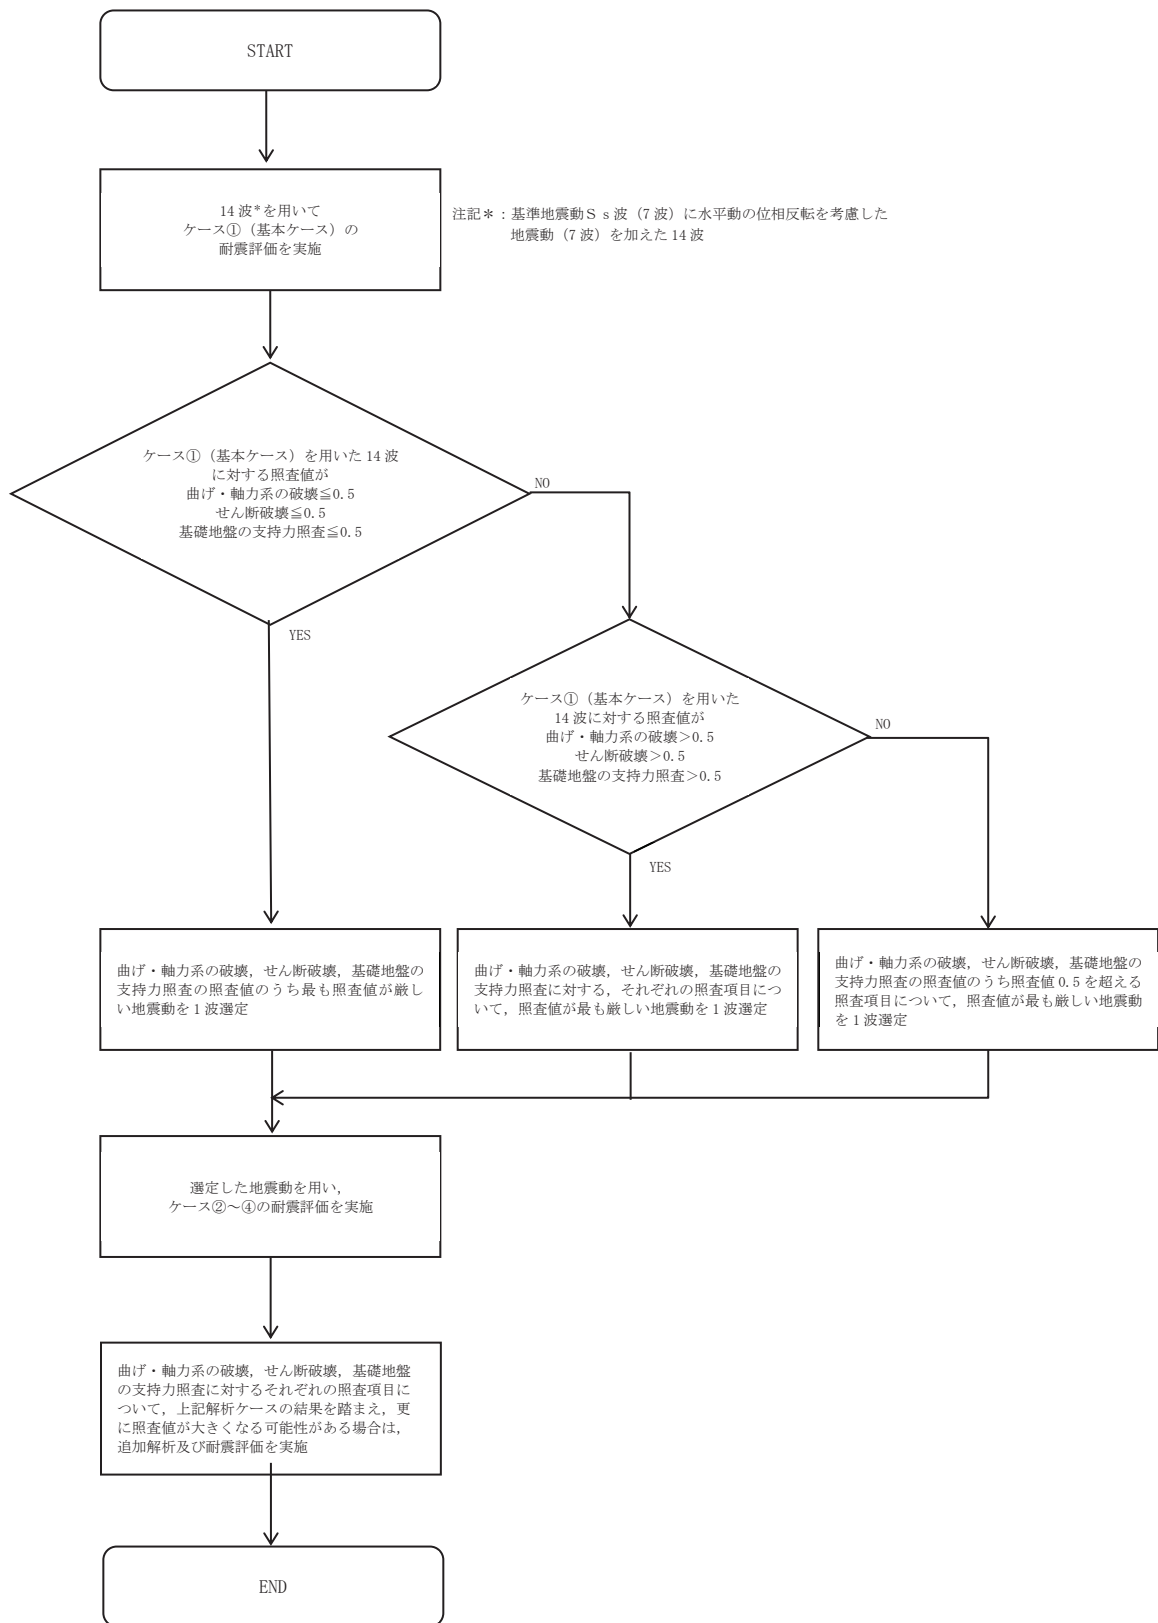 START
14 波*を用いて
ケース①（基本ケース）の
耐震評価を実施
注記＊：基準地震動Ｓｓ波（7 波）に水平動の位相反転を考慮した
地震動（7 波）を加えた 14 波
ケース①（基本ケース）を用いた 14 波
に対する照査値が
曲げ・軸力系の破壊≦0.5
せん断破壊≦0.5
基礎地盤の支持力照査≦0.5
NO
YES
ケース①（基本ケース）を用いた
14 波に対する照査値が
曲げ・軸力系の破壊＞0.5
せん断破壊＞0.5
基礎地盤の支持力照査＞0.5
NO
YES
曲げ・軸力系の破壊，せん断破壊，基礎地盤の
支持力照査の照査値のうち最も照査値が厳し
い地震動を 1 波選定
曲げ・軸力系の破壊，せん断破壊，基礎地盤の
支持力照査に対する，それぞれの照査項目につ
いて，照査値が最も厳しい地震動を 1 波選定
曲げ・軸力系の破壊，せん断破壊，基礎地盤の
支持力照査の照査値のうち照査値 0.5 を超える
照査項目について，照査値が最も厳しい地震動
を 1 波選定
選定した地震動を用い，
ケース②～④の耐震評価を実施
曲げ・軸力系の破壊，せん断破壊，基礎地盤
の支持力照査に対するそれぞれの照査項目に
ついて，上記解析ケースの結果を踏まえ，更
に照査値が大きくなる可能性がある場合は，
追加解析及び耐震評価を実施
END